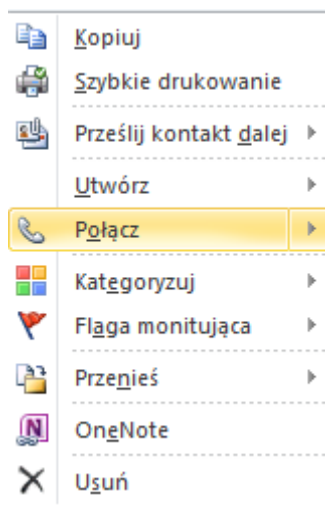 Kopiuj
Szybkie drukowanie
Prześlij kontakt dalej
Utwórz
Połącz
Kategoryzuj
Flaga monitująca
Przenieś
OneNote
Usuń